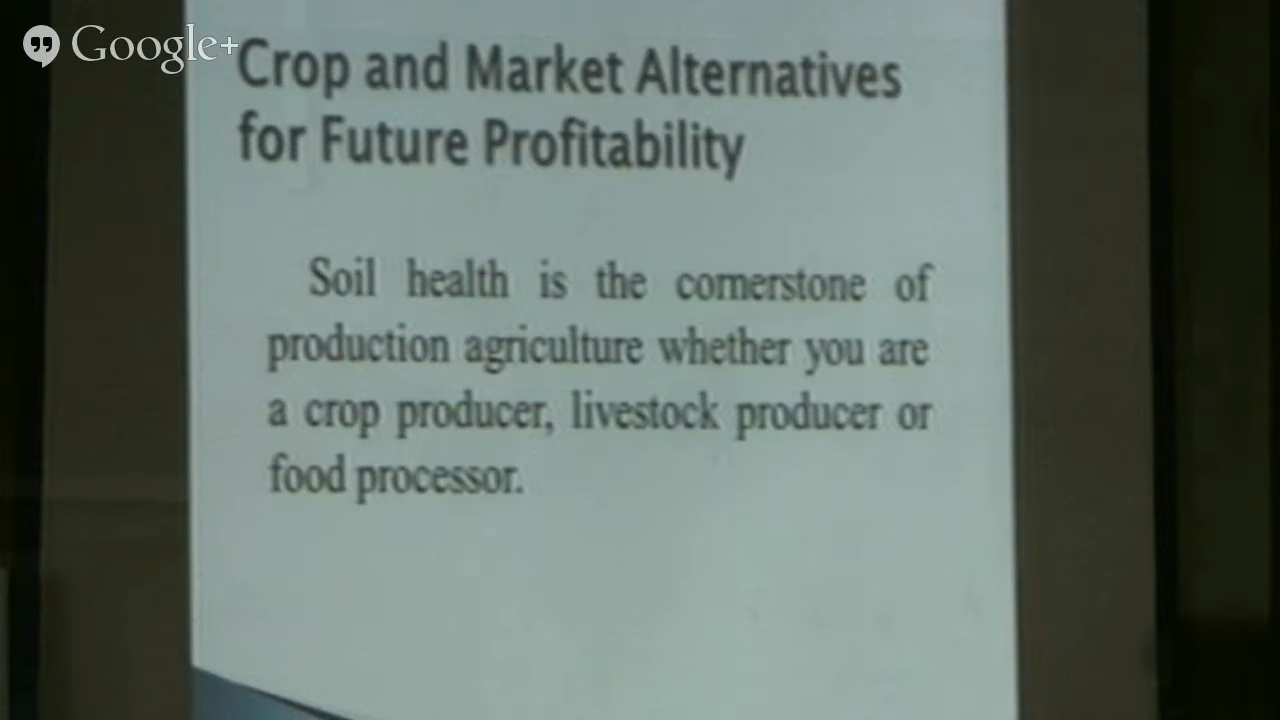 Google+
Crop and Market Alternatives
for Future Profitability
Soil health is the cornerstone of
production agriculture whether you are
a crop producer, livestock producer or
food processor.